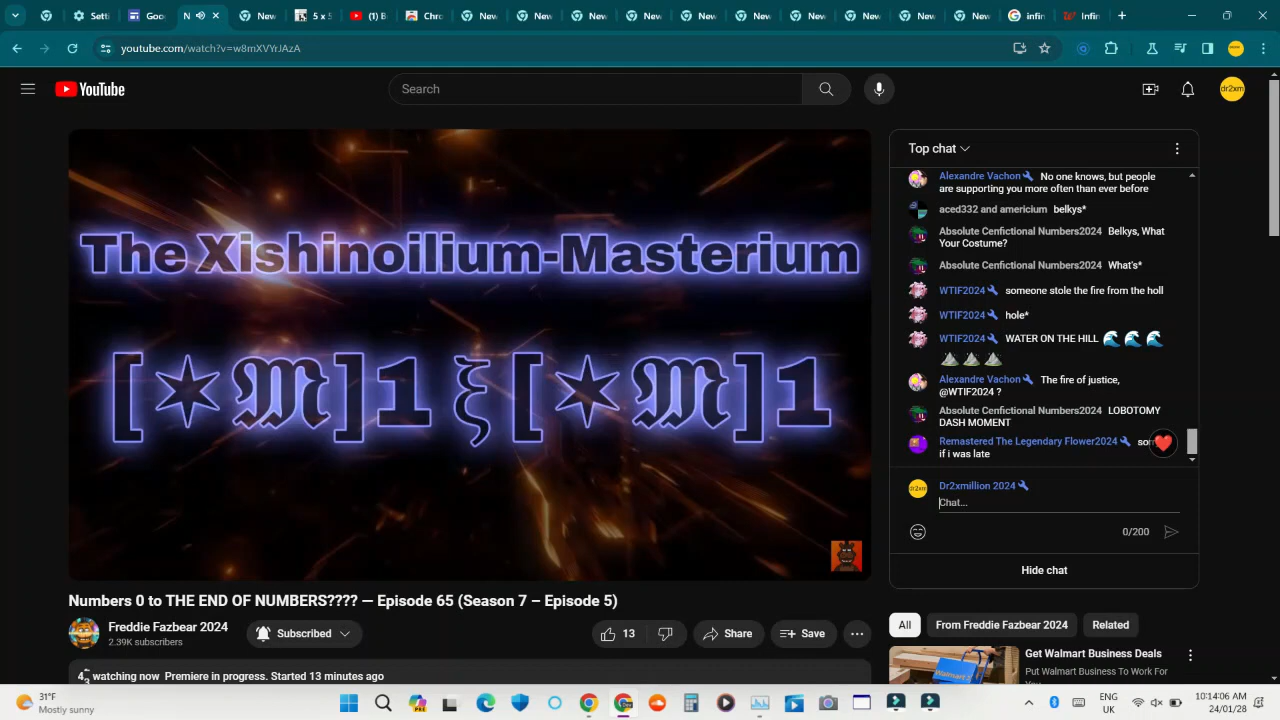 Setti
Goo
N
New
5 x 5
(1) B
Chro
New
New
New
New
New
New
New
New
New
New
infin
Infin
youtube.com/watch?v=w8mXVYrJAzA
YouTube
Search
dr2xm
The Xishinoilium-Masterium
[✶𝔐]1 ξ [✶𝔐]1
Numbers 0 to THE END OF NUMBERS???? — Episode 65 (Season 7 – Episode 5)
Freddie Fazbear 2024
2.39K subscribers
Subscribed
13
Share
Save
watching now Premiere in progress. Started 13 minutes ago
Top chat
Alexandre Vachon No one knows, but people
are supporting you more often than ever before
aced332 and americium belkys*
Absolute Cenfictional Numbers2024 Belkys, What
Your Costume?
Absolute Cenfictional Numbers2024 What's*
WTIF2024 someone stole the fire from the holl
WTIF2024 hole*
WTIF2024 WATER ON THE HILL 🌊 🌊 🌊
⛰️ ⛰️ ⛰️
Alexandre Vachon The fire of justice,
@WTIF2024 ?
Absolute Cenfictional Numbers2024 LOBOTOMY
DASH MOMENT
Remastered The Legendary Flower2024
if i was late
Dr2xmillion 2024
Chat...
0/200
Hide chat
All
From Freddie Fazbear 2024
Related
Get Walmart Business Deals
Put Walmart Business To Work For
31°F
Mostly sunny
ENG
UK
10:14:06 AM
24/01/28